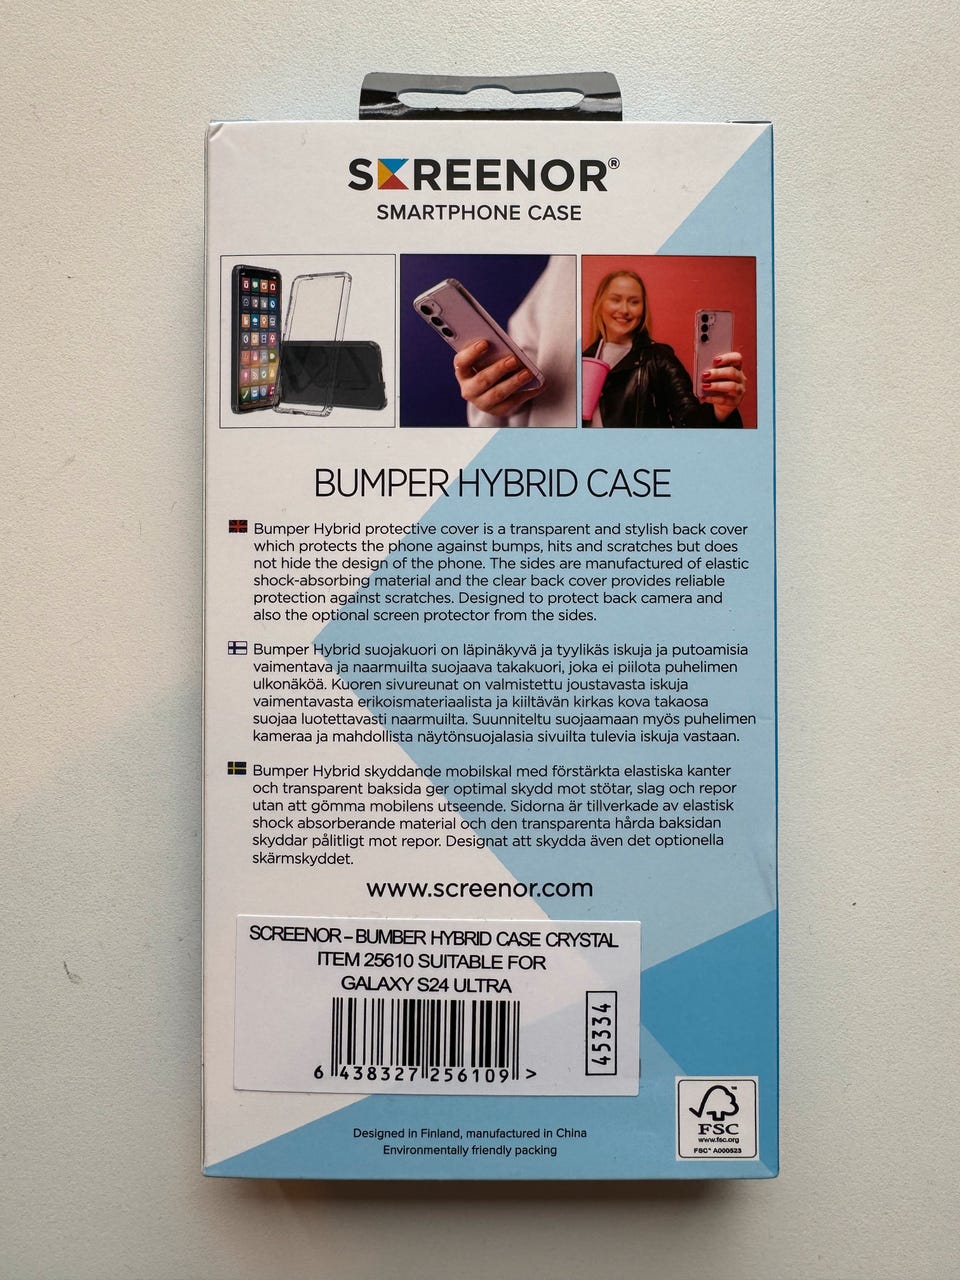 SCREENOR®
SMARTPHONE CASE
BUMPER HYBRID CASE
Bumper Hybrid protective cover is a transparent and stylish back cover
which protects the phone against bumps, hits and scratches but does
not hide the design of the phone. The sides are manufactured of elastic
shock-absorbing material and the clear back cover provides reliable
protection against scratches. Designed to protect back camera and
also the optional screen protector from the sides.
Bumper Hybrid suojakuori on läpinäkyvä ja tyylikäs iskuja ja putoamisia
vaimentava ja naarmuilta suojaava takakuori, joka ei piilota puhelimen
ulkonäköä. Kuoren sivureunat on valmistettu joustavasta iskuja
vaimentavasta erikoismateriaalista ja kiiltävän kirkas kova takaosa
suojaa luotettavasti naarmuilta. Suunniteltu suojaamaan myös puhelimen
kameraa ja mahdollista näytönsuojalasia sivuilta tulevia iskuja vastaan.
Bumper Hybrid skyddande mobilskal med förstärkta elastiska kanter
och transparent baksida ger optimal skydd mot stötar, slag och repor
utan att gömma mobilens utseende. Sidorna är tillverkade av elastisk
shock absorberande material och den transparenta hårda baksidan
skyddar pålitligt mot repor. Designat att skydda även det optionella
skärmskyddet.
www.screenor.com
SCREENOR – BUMBER HYBRID CASE CRYSTAL
ITEM 25610 SUITABLE FOR
GALAXY S24 ULTRA
6 438327 256109 >
45334
Designed in Finland, manufactured in China
Environmentally friendly packing
™
FSC
www.fsc.org
FSC® A000523